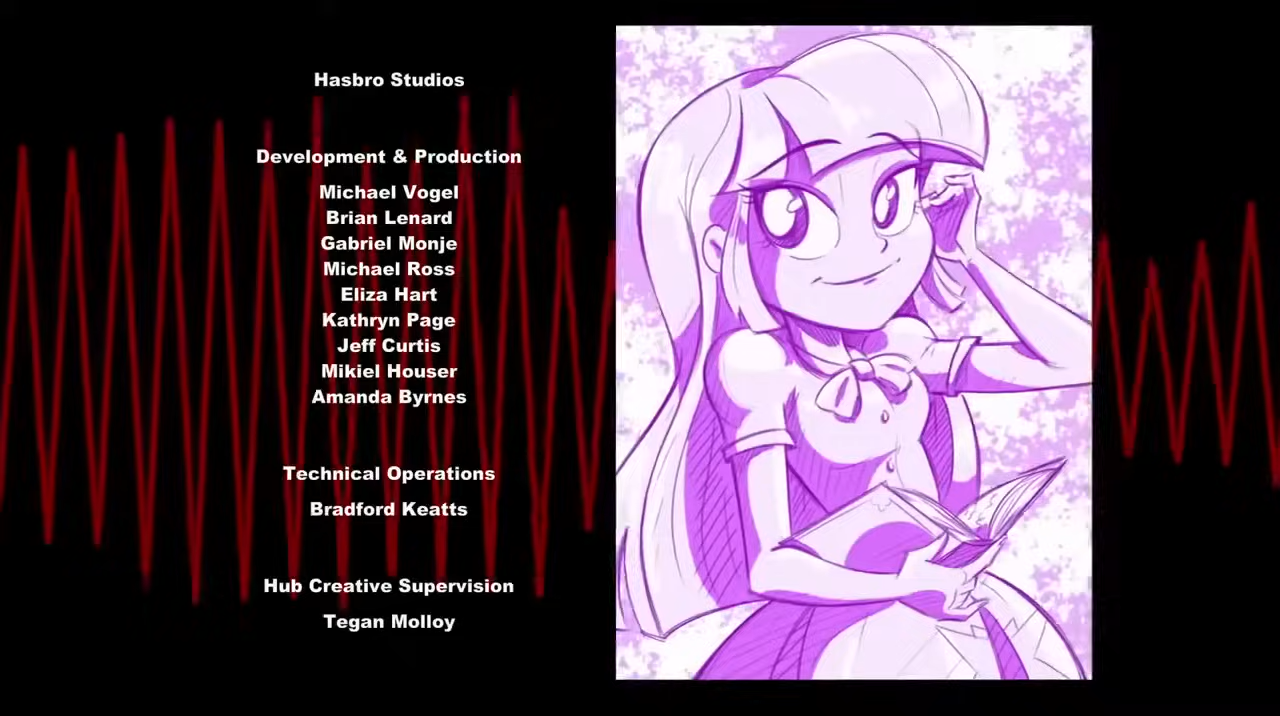 Hasbro Studios
Development & Production
Michael Vogel
Brian Lenard
Gabriel Monje
Michael Ross
Eliza Hart
Kathryn Page
Jeff Curtis
Mikiel Houser
Amanda Byrnes
Technical Operations
Bradford Keatts
Hub Creative Supervision
Tegan Molloy